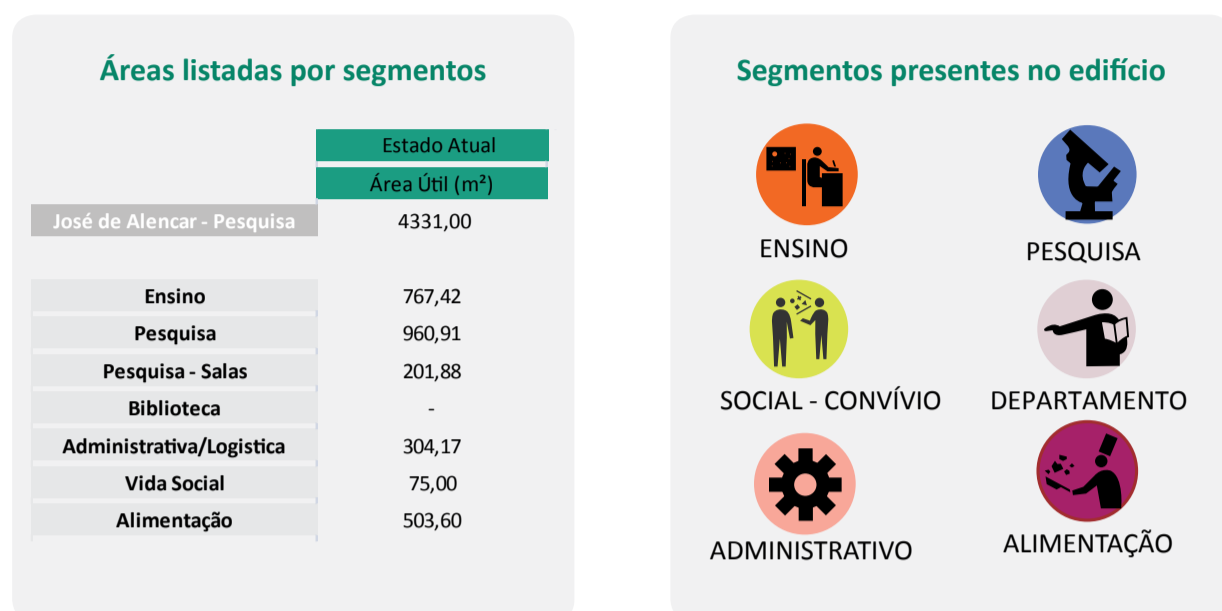 Áreas listadas por segmentos
Estado Atual
Área Útil (m²)
José de Alencar - Pesquisa 4331,00
Ensino 767,42
Pesquisa 960,91
Pesquisa - Salas 201,88
Biblioteca -
Administrativa/Logistica 304,17
Vida Social 75,00
Alimentação 503,60
Segmentos presentes no edifício
ENSINO PESQUISA
SOCIAL - CONVÍVIO DEPARTAMENTO
ADMINISTRATIVO ALIMENTAÇÃO